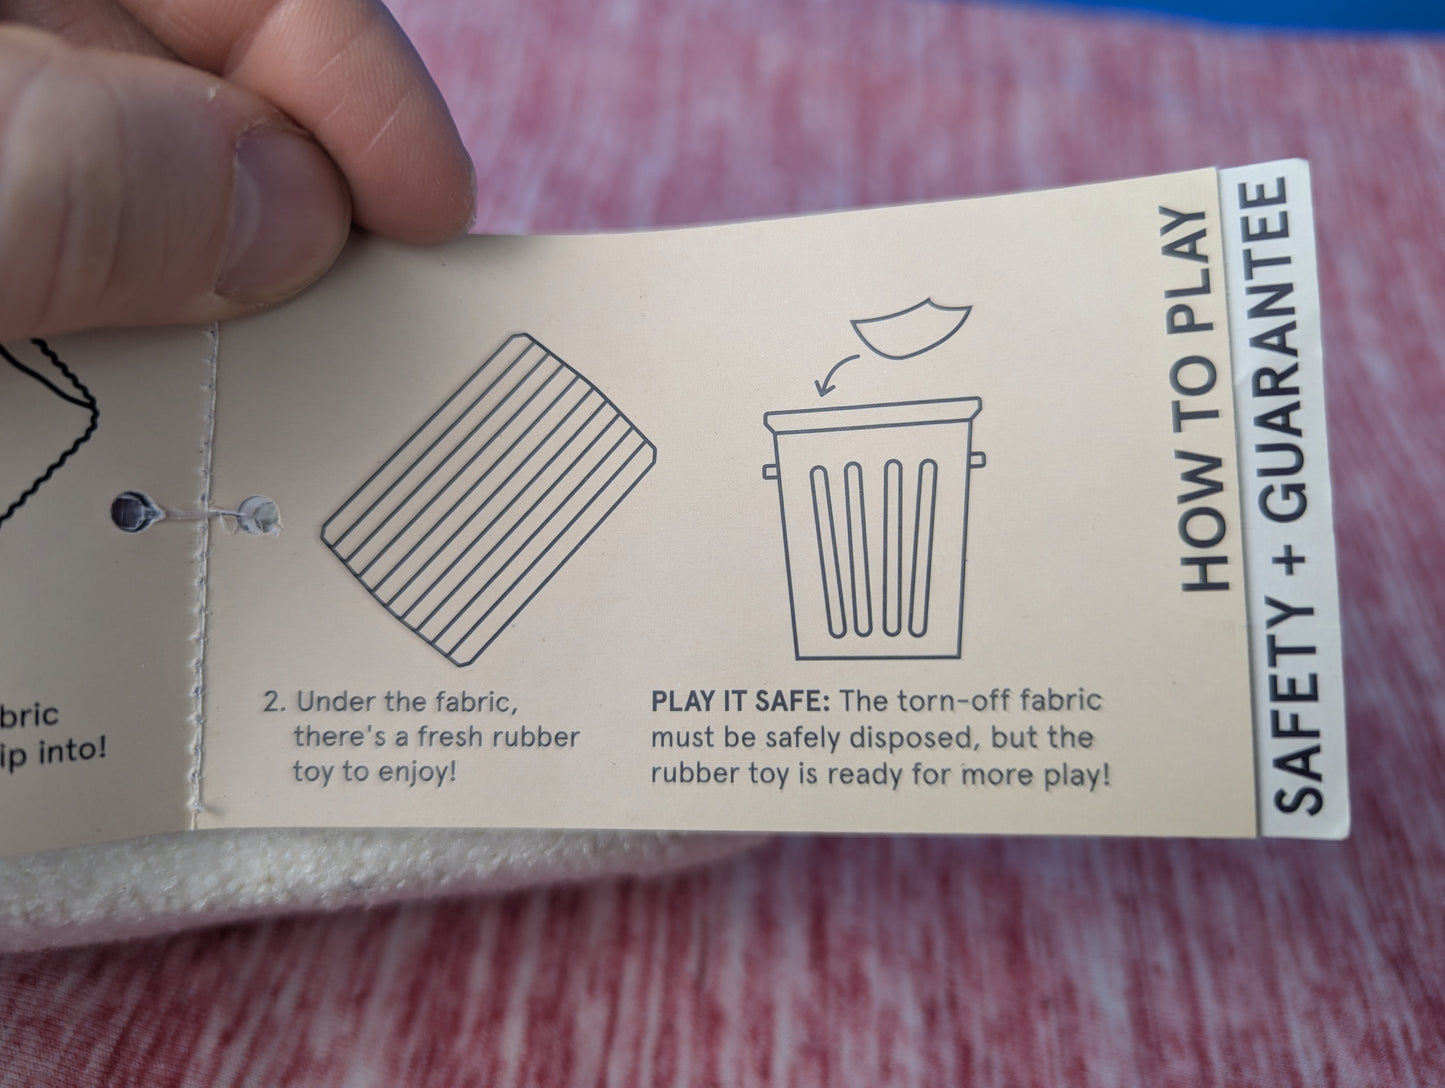 bric
ip into!
2. Under the fabric,
there's a fresh rubber
toy to enjoy!
PLAY IT SAFE: The torn-off fabric
must be safely disposed, but the
rubber toy is ready for more play!
HOW TO PLAY
SAFETY + GUARANTEE